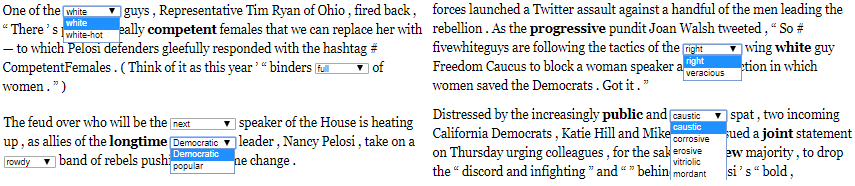 One of the white guys , Representative Tim Ryan of Ohio , fired back ,
white
“ There ’ s eally competent females that we can replace her with
white-hot
— to which Pelosi defenders gleefully responded with the hashtag #
CompetentFemales . ( Think of it as this year ’ “ binders full of
women . ” )
The feud over who will be the next speaker of the House is heating
up , as allies of the longtime Democratic leader , Nancy Pelosi , take on a
Democratic
rowdy band of rebels push e change .
popular
forces launched a Twitter assault against a handful of the men leading the
rebellion . As the progressive pundit Joan Walsh tweeted , “ So #
fivewhiteguys are following the tactics of the right wing white guy
right
Freedom Caucus to block a woman speaker a ction in which
veracious
women saved the Democrats . Got it . ”
Distressed by the increasingly public and caustic spat , two incoming
caustic
California Democrats , Katie Hill and Mike ued a joint statement
corrosive
on Thursday urging colleagues , for the sak ew majority , to drop
erosive
vitriolic
the “ discord and infighting ” and “ ” behin si ’ s “ bold ,
mordant